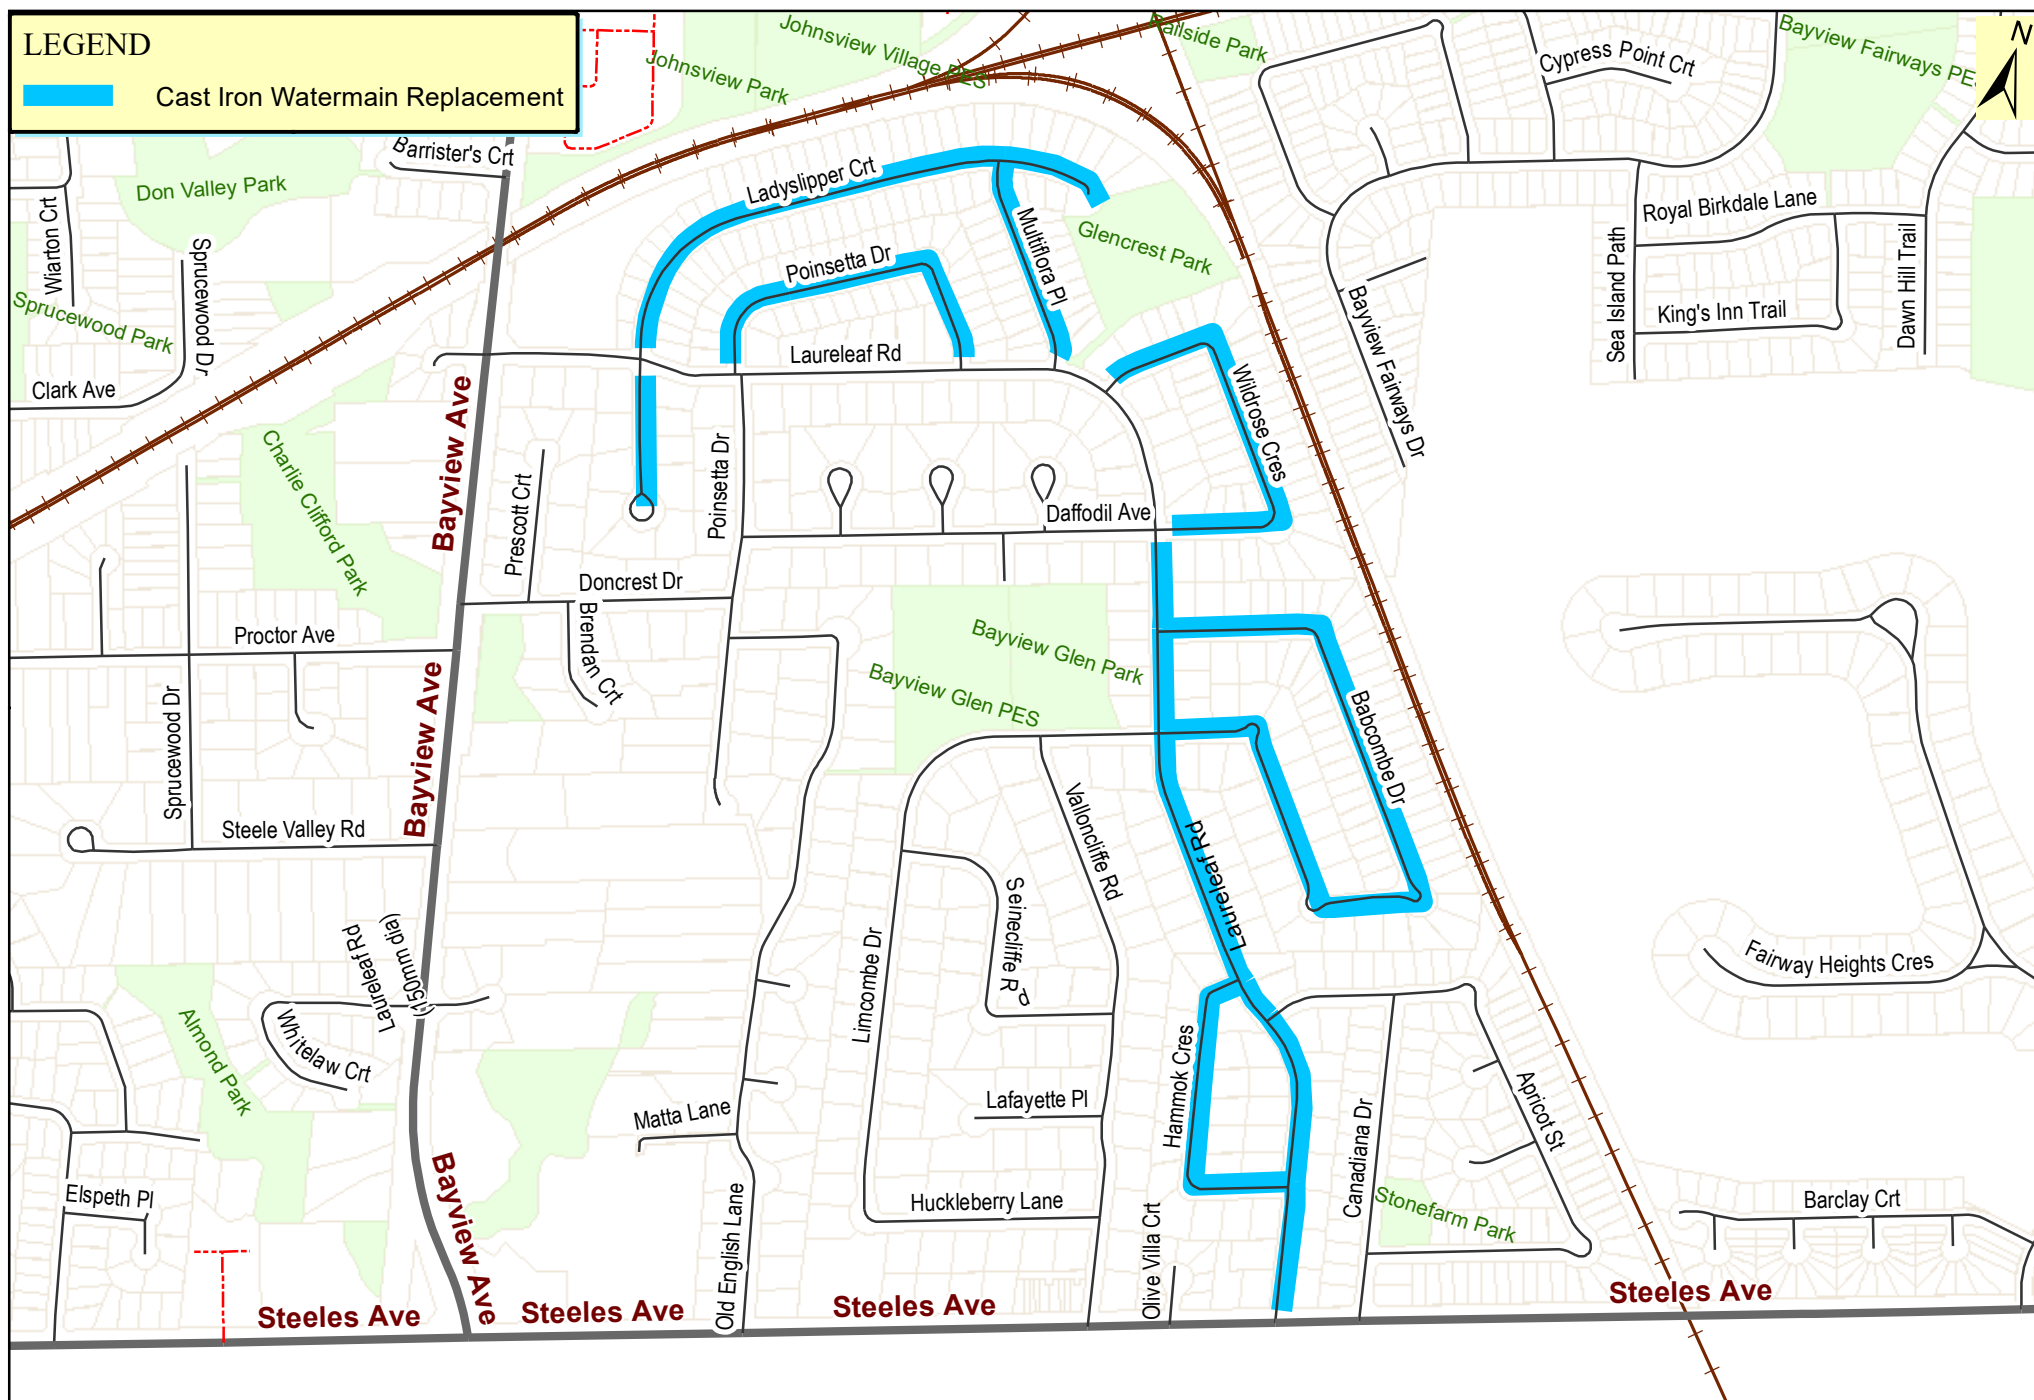 LEGEND
Cast Iron Watermain Replacement
N
Johnsview Village PES
Johnsview Park
Railside Park
Cypress Point Crt
Bayview Fairways PE
Barrister's Crt
Don Valley Park
Ladyslipper Crt
Royal Birkdale Lane
Wiarton Crt
Sprucewood Dr
Multiflora Pl
Glencrest Park
Poinsetta Dr
Sea Island Path
Dawn Hill Trail
King's Inn Trail
Sprucewood Park
Bayview Fairways Dr
Laureleaf Rd
Clark Ave
Bayview Ave
Wildrose Cres
Charlie Clifford Park
Poinsetta Dr
Prescott Crt
Daffodil Ave
Doncrest Dr
Brendan Crt
Proctor Ave
Bayview Glen Park
Bayview Glen PES
Bayview Ave
Sprucewood Dr
Babcombe Dr
Steele Valley Rd
Valloncliffe Rd
Laureleaf Rd
Seinecliffe Rd
Limcombe Dr
Laureleaf Rd
(150mm dia)
Fairway Heights Cres
Whitelaw Crt
Almond Park
Hammok Cres
Lafayette Pl
Matta Lane
Apricot St
Canadiana Dr
Elspeth Pl
Bayview Ave
Old English Lane
Huckleberry Lane
Olive Villa Crt
Stonefarm Park
Barclay Crt
Steeles Ave
Steeles Ave
Steeles Ave
Steeles Ave